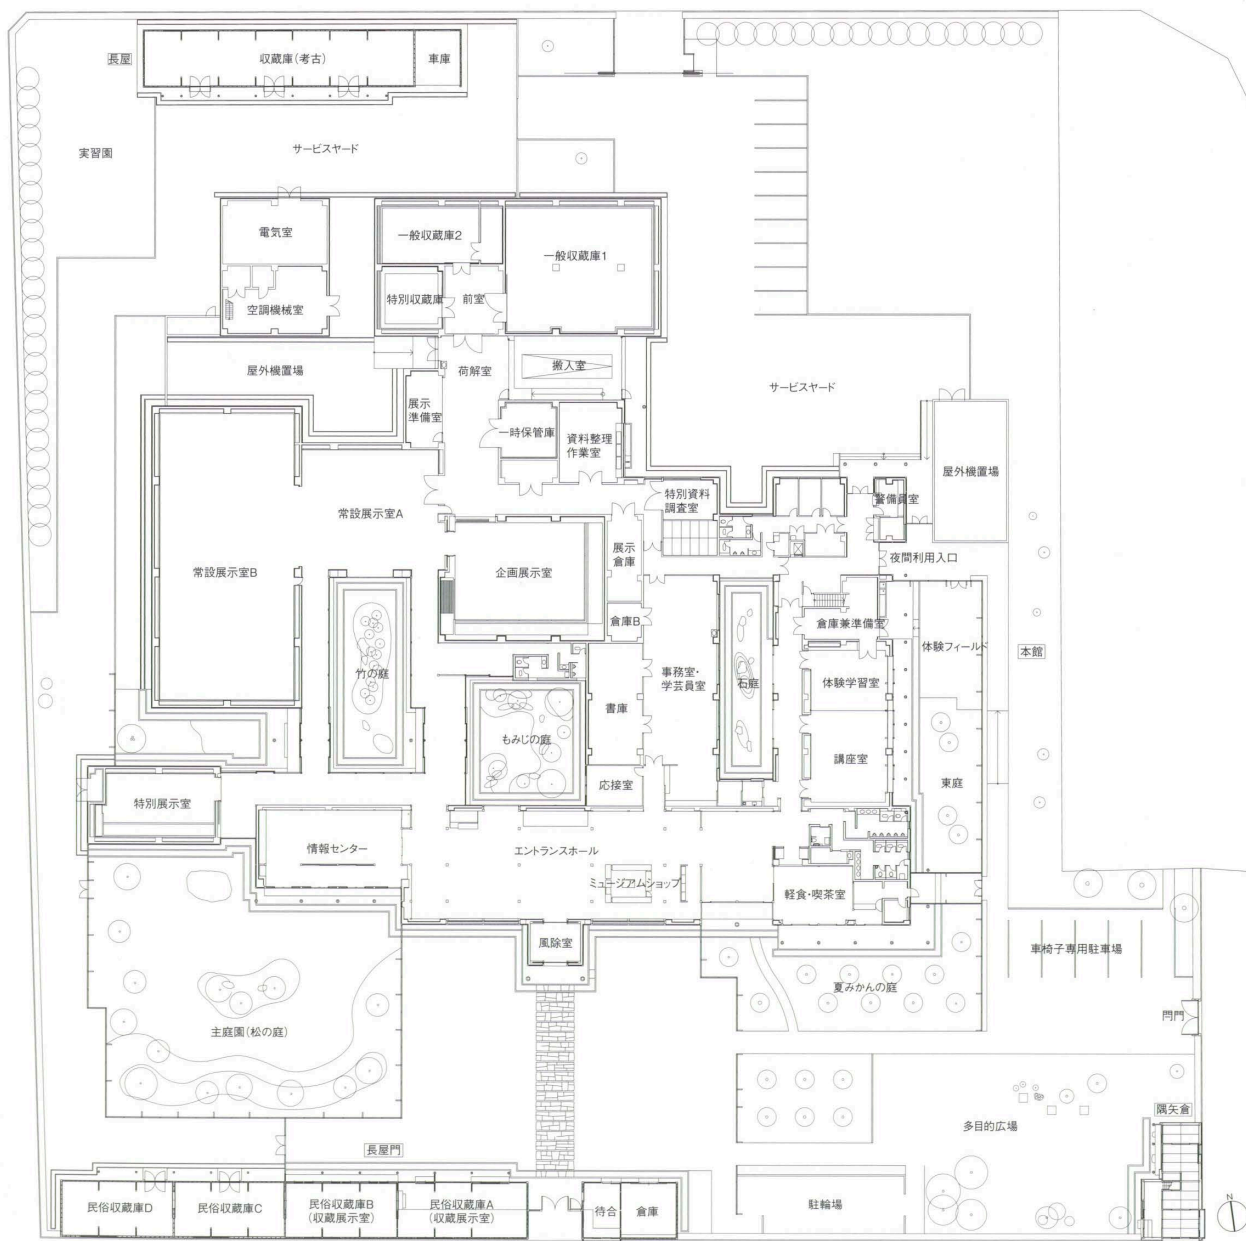 長屋
収蔵庫(考古)
車庫
実習園
サービスヤード
電気室
一般収蔵庫2
一般収蔵庫1
特別収蔵庫
前室
空調機械室
屋外機置場
荷解室
搬入室
サービスヤード
展示
準備室
一時保管庫
資料整理
作業室
屋外機置場
特別資料
調査室
警備員室
常設展示室A
常設展示室B
企画展示室
展示
倉庫
夜間利用入口
倉庫B
倉庫兼準備室
体験フィールド
本館
竹の庭
事務室・
学芸員室
石庭
体験学習室
書庫
もみじの庭
講座室
東庭
応接室
特別展示室
情報センター
エントランスホール
ミュージアムショップ
軽食・喫茶室
風除室
車椅子専用駐車場
夏みかんの庭
門門
主庭園(松の庭)
隅矢倉
多目的広場
長屋門
民俗収蔵庫D
民俗収蔵庫C
民俗収蔵庫B
(収蔵展示室)
民俗収蔵庫A
(収蔵展示室)
待合
倉庫
駐輪場
N